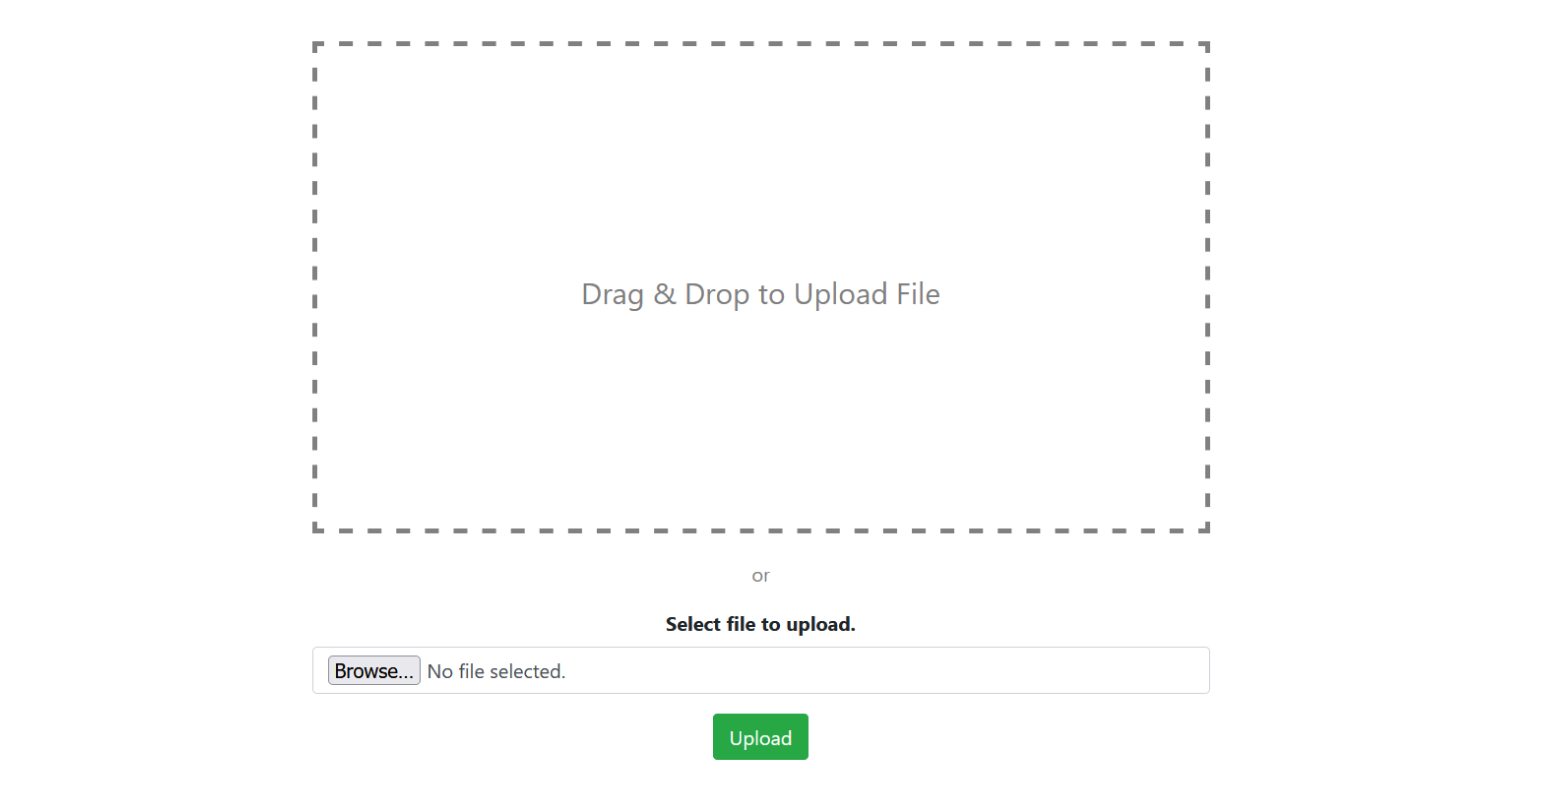 Drag & Drop to Upload File
or
Select file to upload.
Browse... No file selected.
Upload